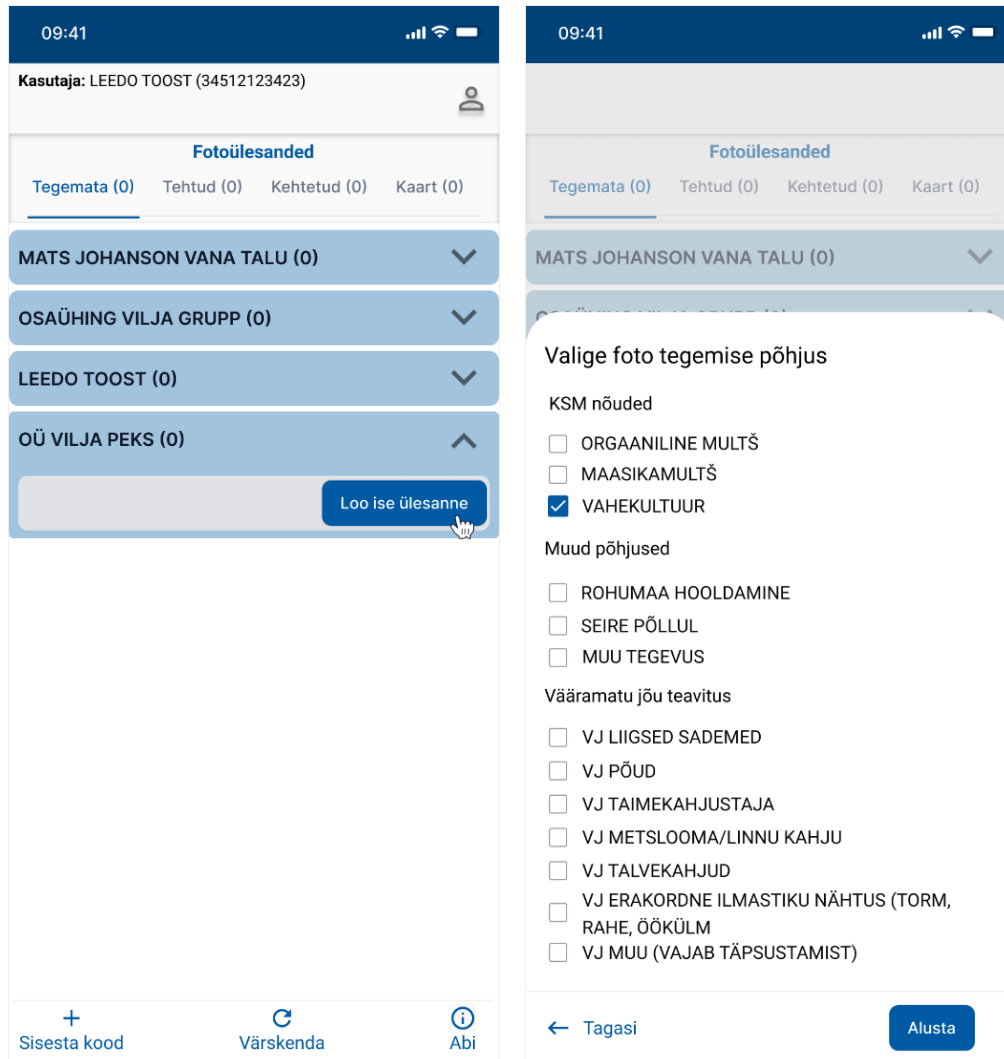 09:41
Kasutaja: LEEDO TOOST (34512123423)
Fotoülesanded
Tegemata (0) Tehtud (0) Kehtetud (0) Kaart (0)
MATS JOHANSON VANA TALU (0)
OSAÜHING VILJA GRUPP (0)
LEEDO TOOST (0)
OÜ VILJA PEKS (0)
Loo ise ülesanne
Sisesta kood Värskenda Abi
09:41
Fotoülesanded
Tegemata (0) Tehtud (0) Kehtetud (0) Kaart (0)
MATS JOHANSON VANA TALU (0)
Valige foto tegemise põhjus
KSM nõuded
ORGAANILINE MULTŠ
MAASIKAMULTŠ
VAHEKULTUUR
Muud põhjused
ROHUMAA HOOLDAMINE
SEIRE PÕLLUL
MUU TEGEVUS
Vääramatu jõu teavitus
VJ LIIGSED SADEMED
VJ PÕUD
VJ TAIMEKAHJUSTAJA
VJ METSLOOMA/LINNU KAHJU
VJ TALVEKAHJUD
VJ ERAKORDNE ILMASTIKU NÄHTUS (TORM,
RAHE, ÖÖKÜLM
VJ MUU (VAJAB TÄPSUSTAMIST)
Tagasi Alusta